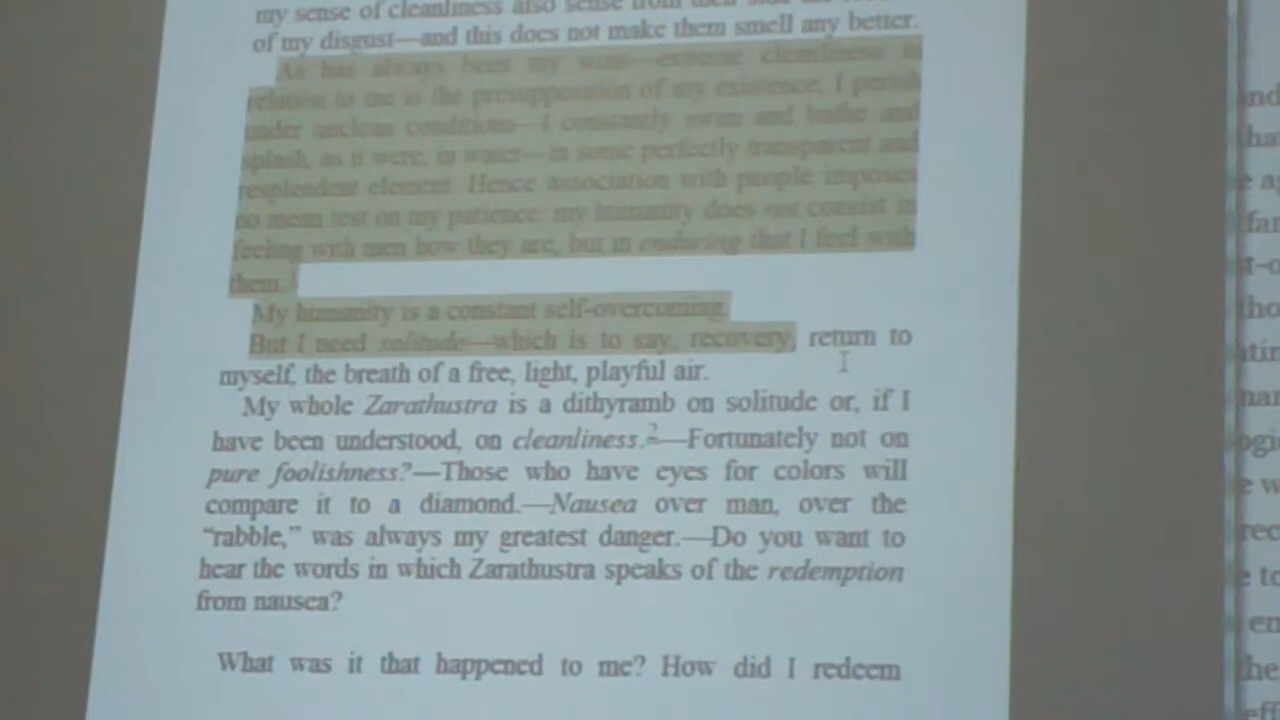 my sense of cleanliness also sense from
of my disgust—and this does not make them smell any better.
As has always been my wont—extreme cleanliness in
relation to me is the presupposition of my existence, I perish
under unclean conditions—I constantly swim and bathe and
splash, as it were, in water—in some perfectly transparent and
resplendent element. Hence association with people imposes
no mean test on my patience: my humanity does not consist in
feeling with men how they are, but in enduring that I feel with
them.
My humanity is a constant self-overcoming.
But I need solitude—which is to say, recovery, return to
myself, the breath of a free, light, playful air.
My whole Zarathustra is a dithyramb on solitude or, if I
have been understood, on cleanliness.²—Fortunately not on
pure foolishness.³—Those who have eyes for colors will
compare it to a diamond.—Nausea over man, over the
“rabble,” was always my greatest danger.—Do you want to
hear the words in which Zarathustra speaks of the redemption
from nausea?
What was it that happened to me? How did I redeem